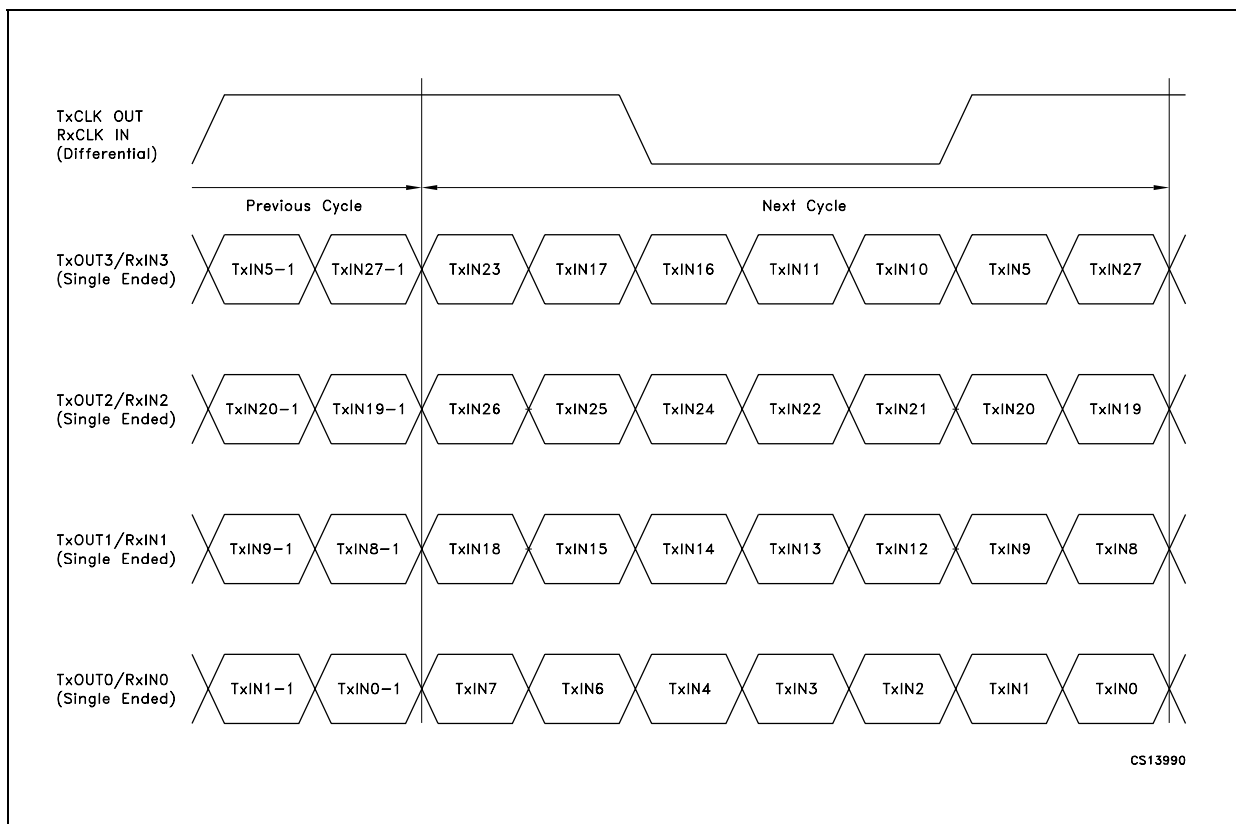 TxCLK OUT
RxCLK IN
(Differential)
Previous Cycle
Next Cycle
TxOUT3/RxIN3
(Single Ended)
TxIN5-1 TxIN27-1 TxIN23 TxIN17 TxIN16 TxIN11 TxIN10 TxIN5 TxIN27
TxOUT2/RxIN2
(Single Ended)
TxIN20-1 TxIN19-1 TxIN26 TxIN25 TxIN24 TxIN22 TxIN21 TxIN20 TxIN19
TxOUT1/RxIN1
(Single Ended)
TxIN9-1 TxIN8-1 TxIN18 TxIN15 TxIN14 TxIN13 TxIN12 TxIN9 TxIN8
TxOUT0/RxIN0
(Single Ended)
TxIN1-1 TxIN0-1 TxIN7 TxIN6 TxIN4 TxIN3 TxIN2 TxIN1 TxIN0
CS13990